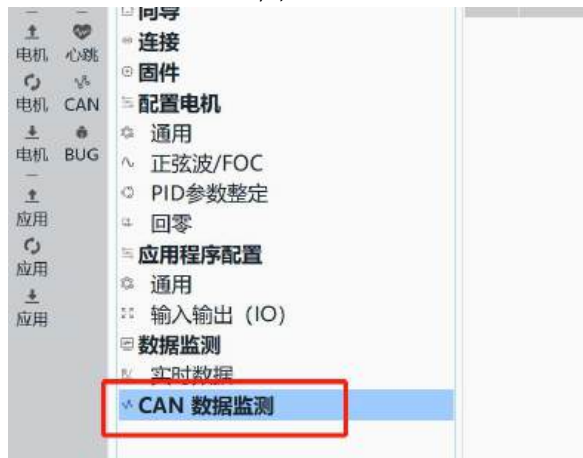 电机 心跳
电机 CAN
电机 BUG
应用
应用
应用
向导
连接
固件
配置电机
通用
正弦波/FOC
PID参数整定
回零
应用程序配置
通用
输入输出（IO）
数据监测
实时数据
CAN 数据监测